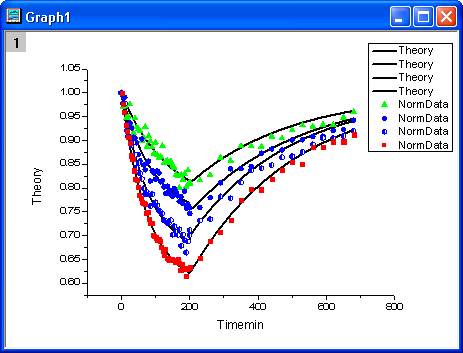 Graph1
1
Theory
Theory
Theory
Theory
NormData
NormData
NormData
NormData
1.05
1.00
0.95
0.90
0.85
0.80
0.75
0.70
0.65
0.60
Theory
0 200 400 600 800
Timemin